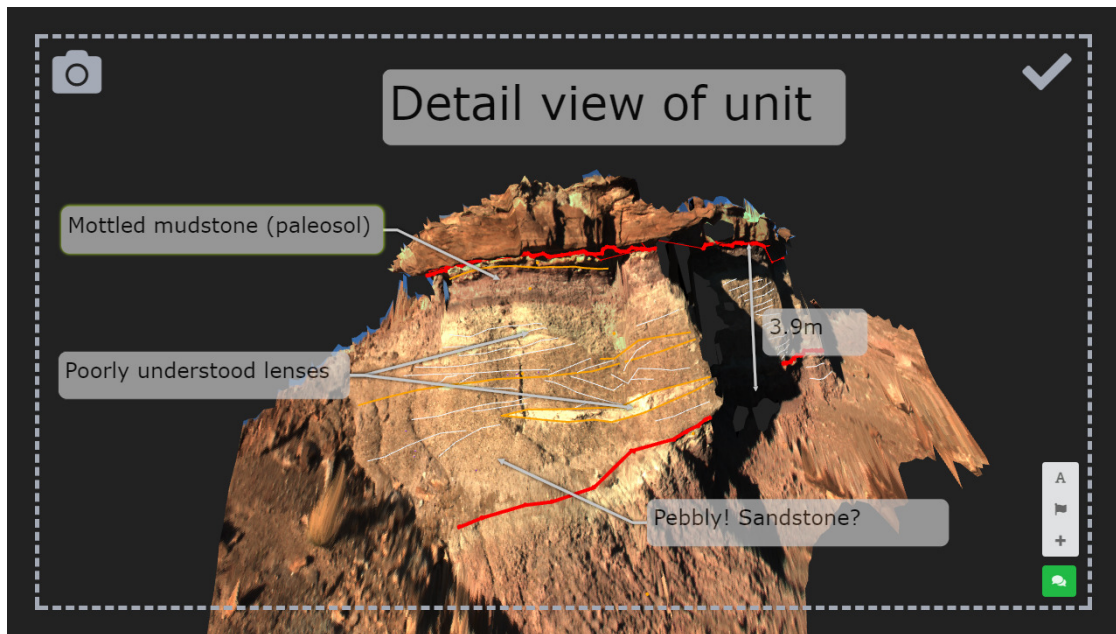 Detail view of unit
Mottled mudstone (paleosol)
3.9m
Poorly understood lenses
Pebbly! Sandstone?
A